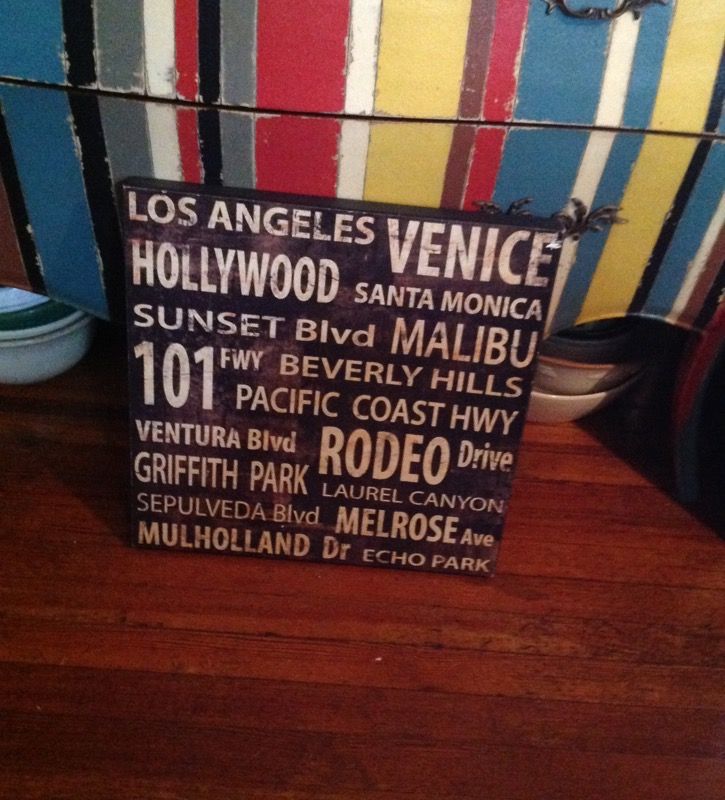 LOS ANGELES VENICE
HOLLYWOOD SANTA MONICA
SUNSET Blvd MALIBU
101 FWY BEVERLY HILLS
PACIFIC COAST HWY
VENTURA Blvd RODEO Drive
GRIFFITH PARK LAUREL CANYON
SEPULVEDA Blvd MELROSE Ave
MULHOLLAND Dr ECHO PARK